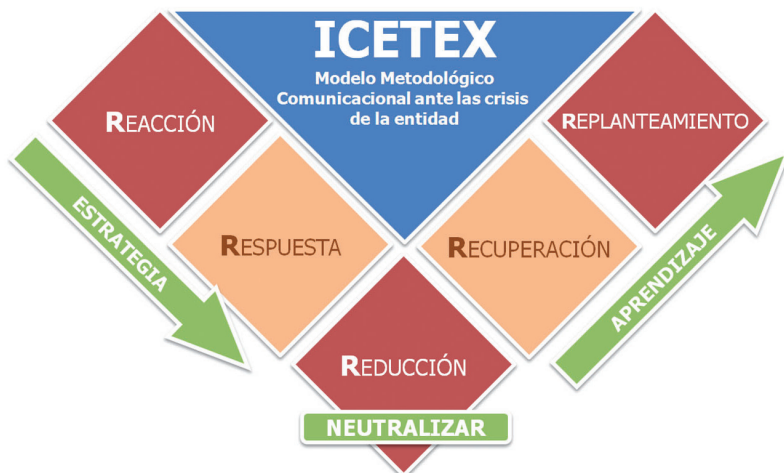 ICETEX
Modelo Metodológico
Comunicacional ante las crisis
de la entidad
REACCIÓN
REPLANTEAMIENTO
RESPUESTA
RECUPERACIÓN
ESTRATEGIA
APRENDIZAJE
REDUCCIÓN
NEUTRALIZAR